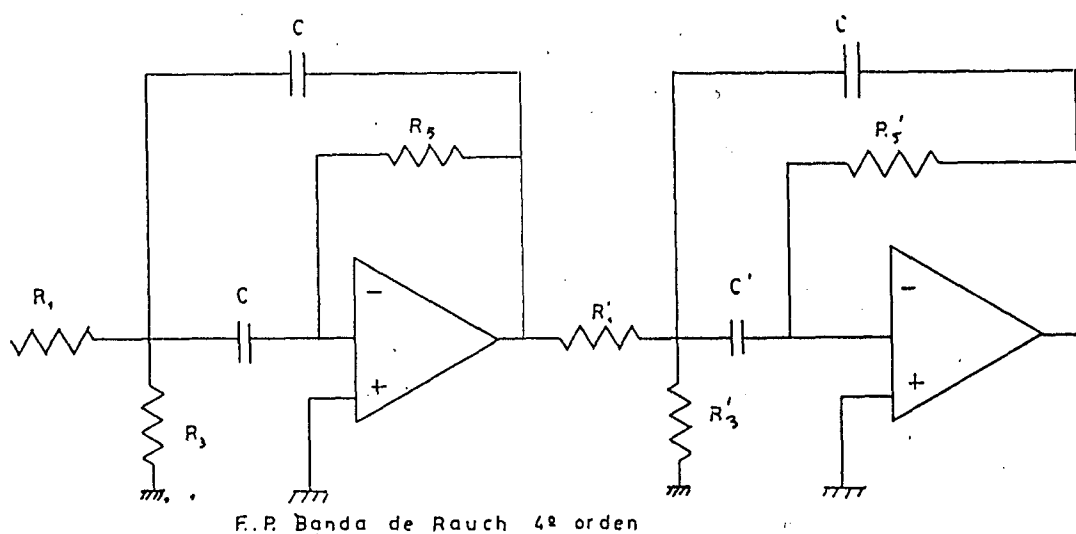 C
C
R₅
R₅'
R₁
C
R₁'
C'
−
−
+
+
R₃
R₃'
F.P. Banda de Rauch 4º orden